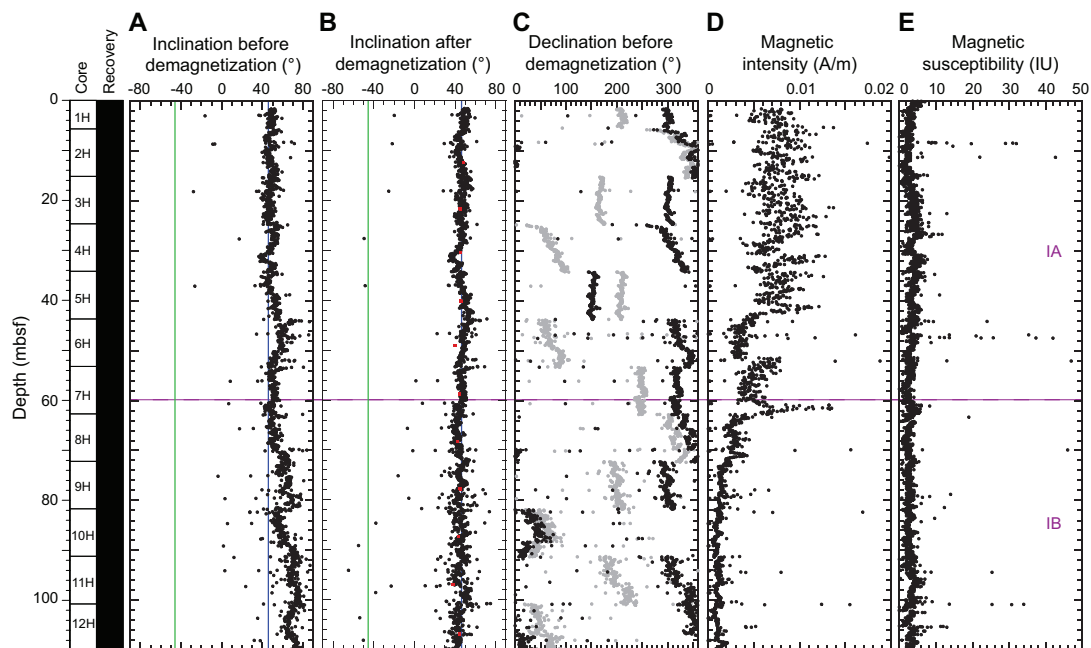 A
B
C
D
E
Core
Recovery
Inclination before
demagnetization (°)
Inclination after
demagnetization (°)
Declination before
demagnetization (°)
Magnetic
intensity (A/m)
Magnetic
susceptibility (IU)
-80 -40 0 40 80
-80 -40 0 40 80
0 100 200 300
0 0.01 0.02
0 10 20 30 40 50
Depth (mbsf)
0
20
40
60
80
100
1H
2H
3H
4H
5H
6H
7H
8H
9H
10H
11H
12H
IA
IB